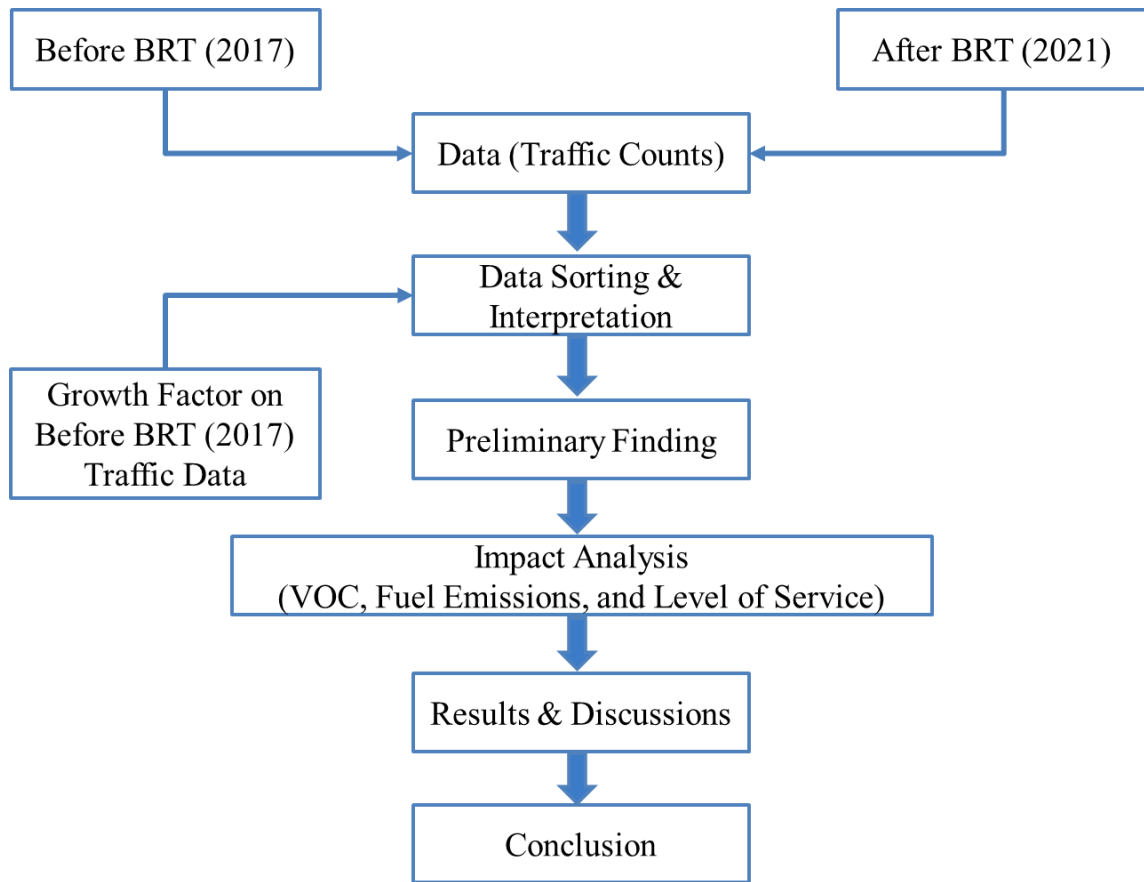 Before BRT (2017)
After BRT (2021)
Data (Traffic Counts)
Data Sorting &
Interpretation
Growth Factor on
Before BRT (2017)
Traffic Data
Preliminary Finding
Impact Analysis
(VOC, Fuel Emissions, and Level of Service)
Results & Discussions
Conclusion